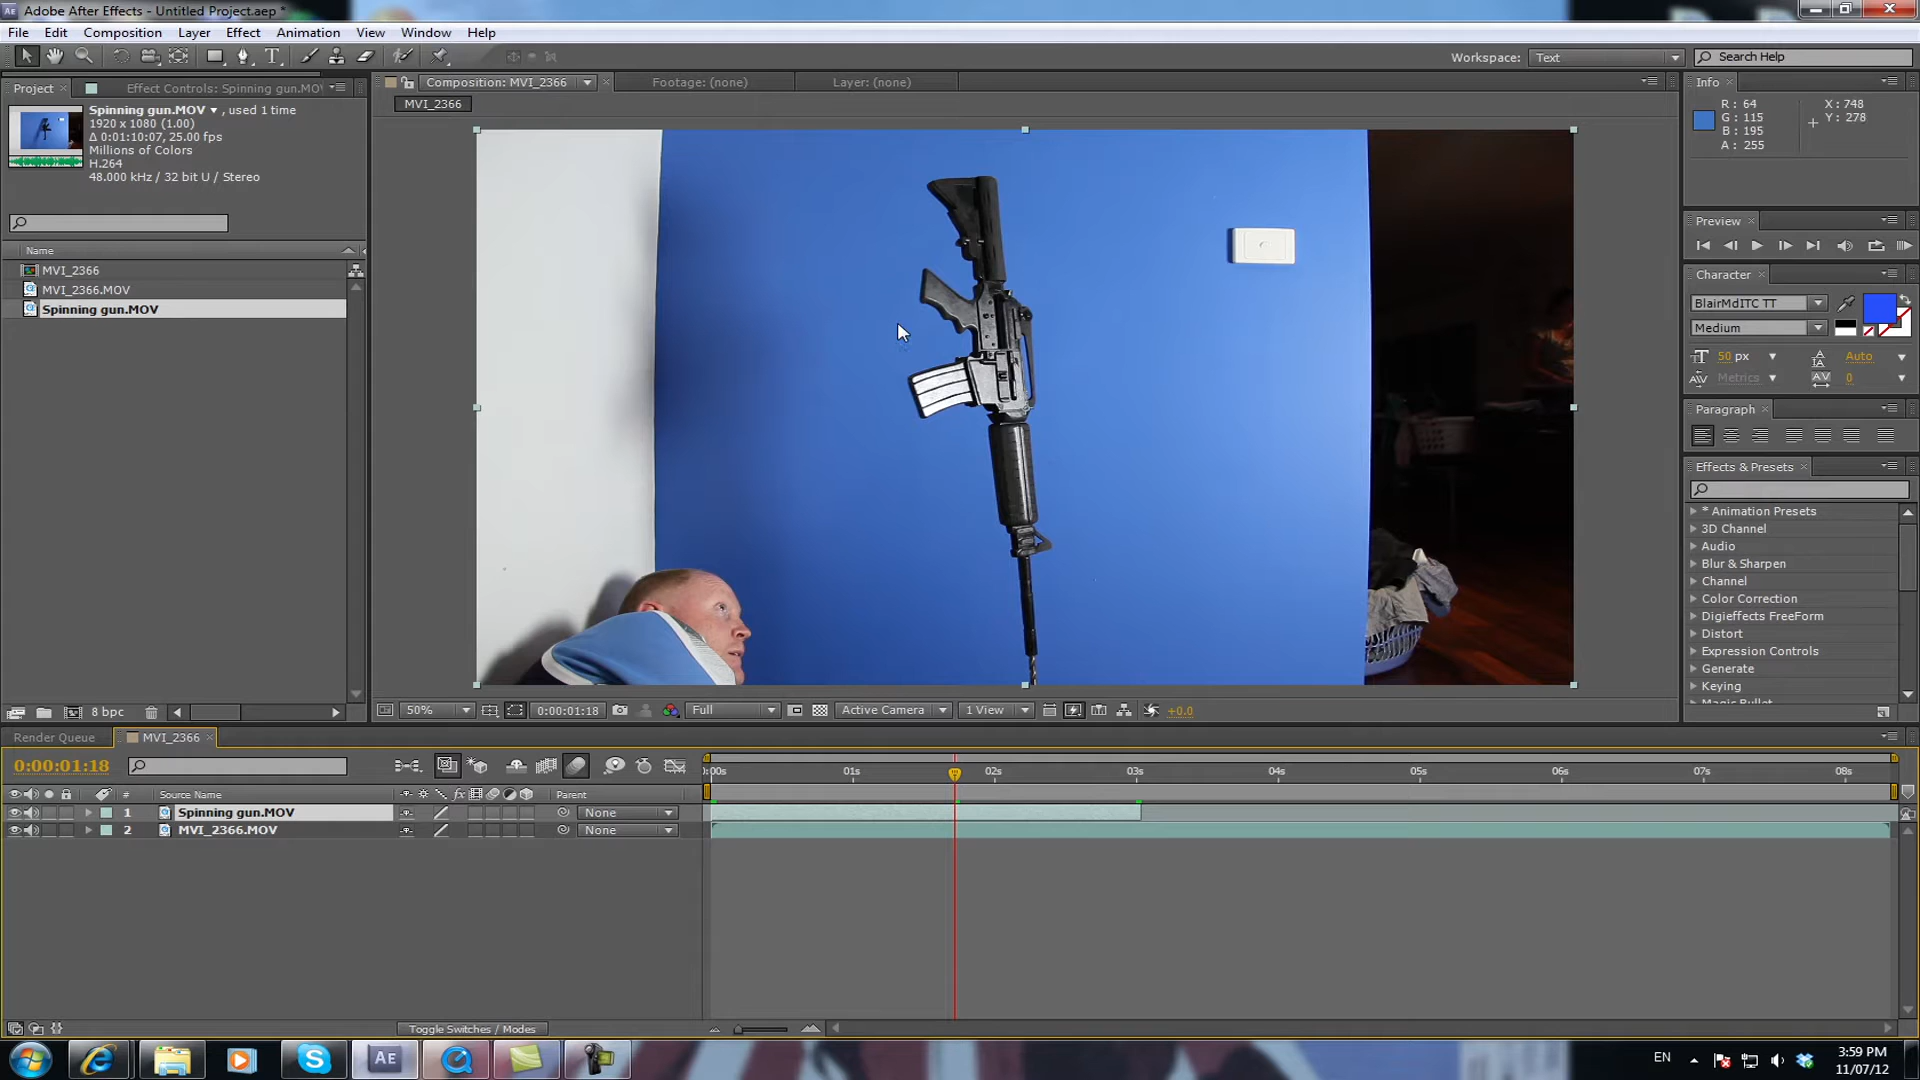 Adobe After Effects - Untitled Project.aep *
File Edit Composition Layer Effect Animation View Window Help
Workspace: Text Search Help
Project Effect Controls: Spinning gun.MO
Spinning gun.MOV ▼ , used 1 time
1920 x 1080 (1.00)
Δ 0:01:10:07, 25.00 fps
Millions of Colors
H.264
48.000 kHz / 32 bit U / Stereo
Name
MVI_2366
MVI_2366.MOV
Spinning gun.MOV
8 bpc
Composition: MVI_2366 Footage: (none) Layer: (none)
MVI_2366
50% 0:00:01:18 Full Active Camera 1 View +0.0
Info
R: 64 X: 748
G: 115 Y: 278
B: 195
A: 255
Preview
Character
BlairMdITC TT
Medium
50 px Auto
Metrics 0
Paragraph
Effects & Presets
* Animation Presets
3D Channel
Audio
Blur & Sharpen
Channel
Color Correction
Digieffects FreeForm
Distort
Expression Controls
Generate
Keying
Magic Bullet
Render Queue MVI_2366
0:00:01:18
:00s 01s 02s 03s 04s 05s 06s 07s 08s
# Source Name Parent
1 Spinning gun.MOV None
2 MVI_2366.MOV None
Toggle Switches / Modes
EN
3:59 PM
11/07/12